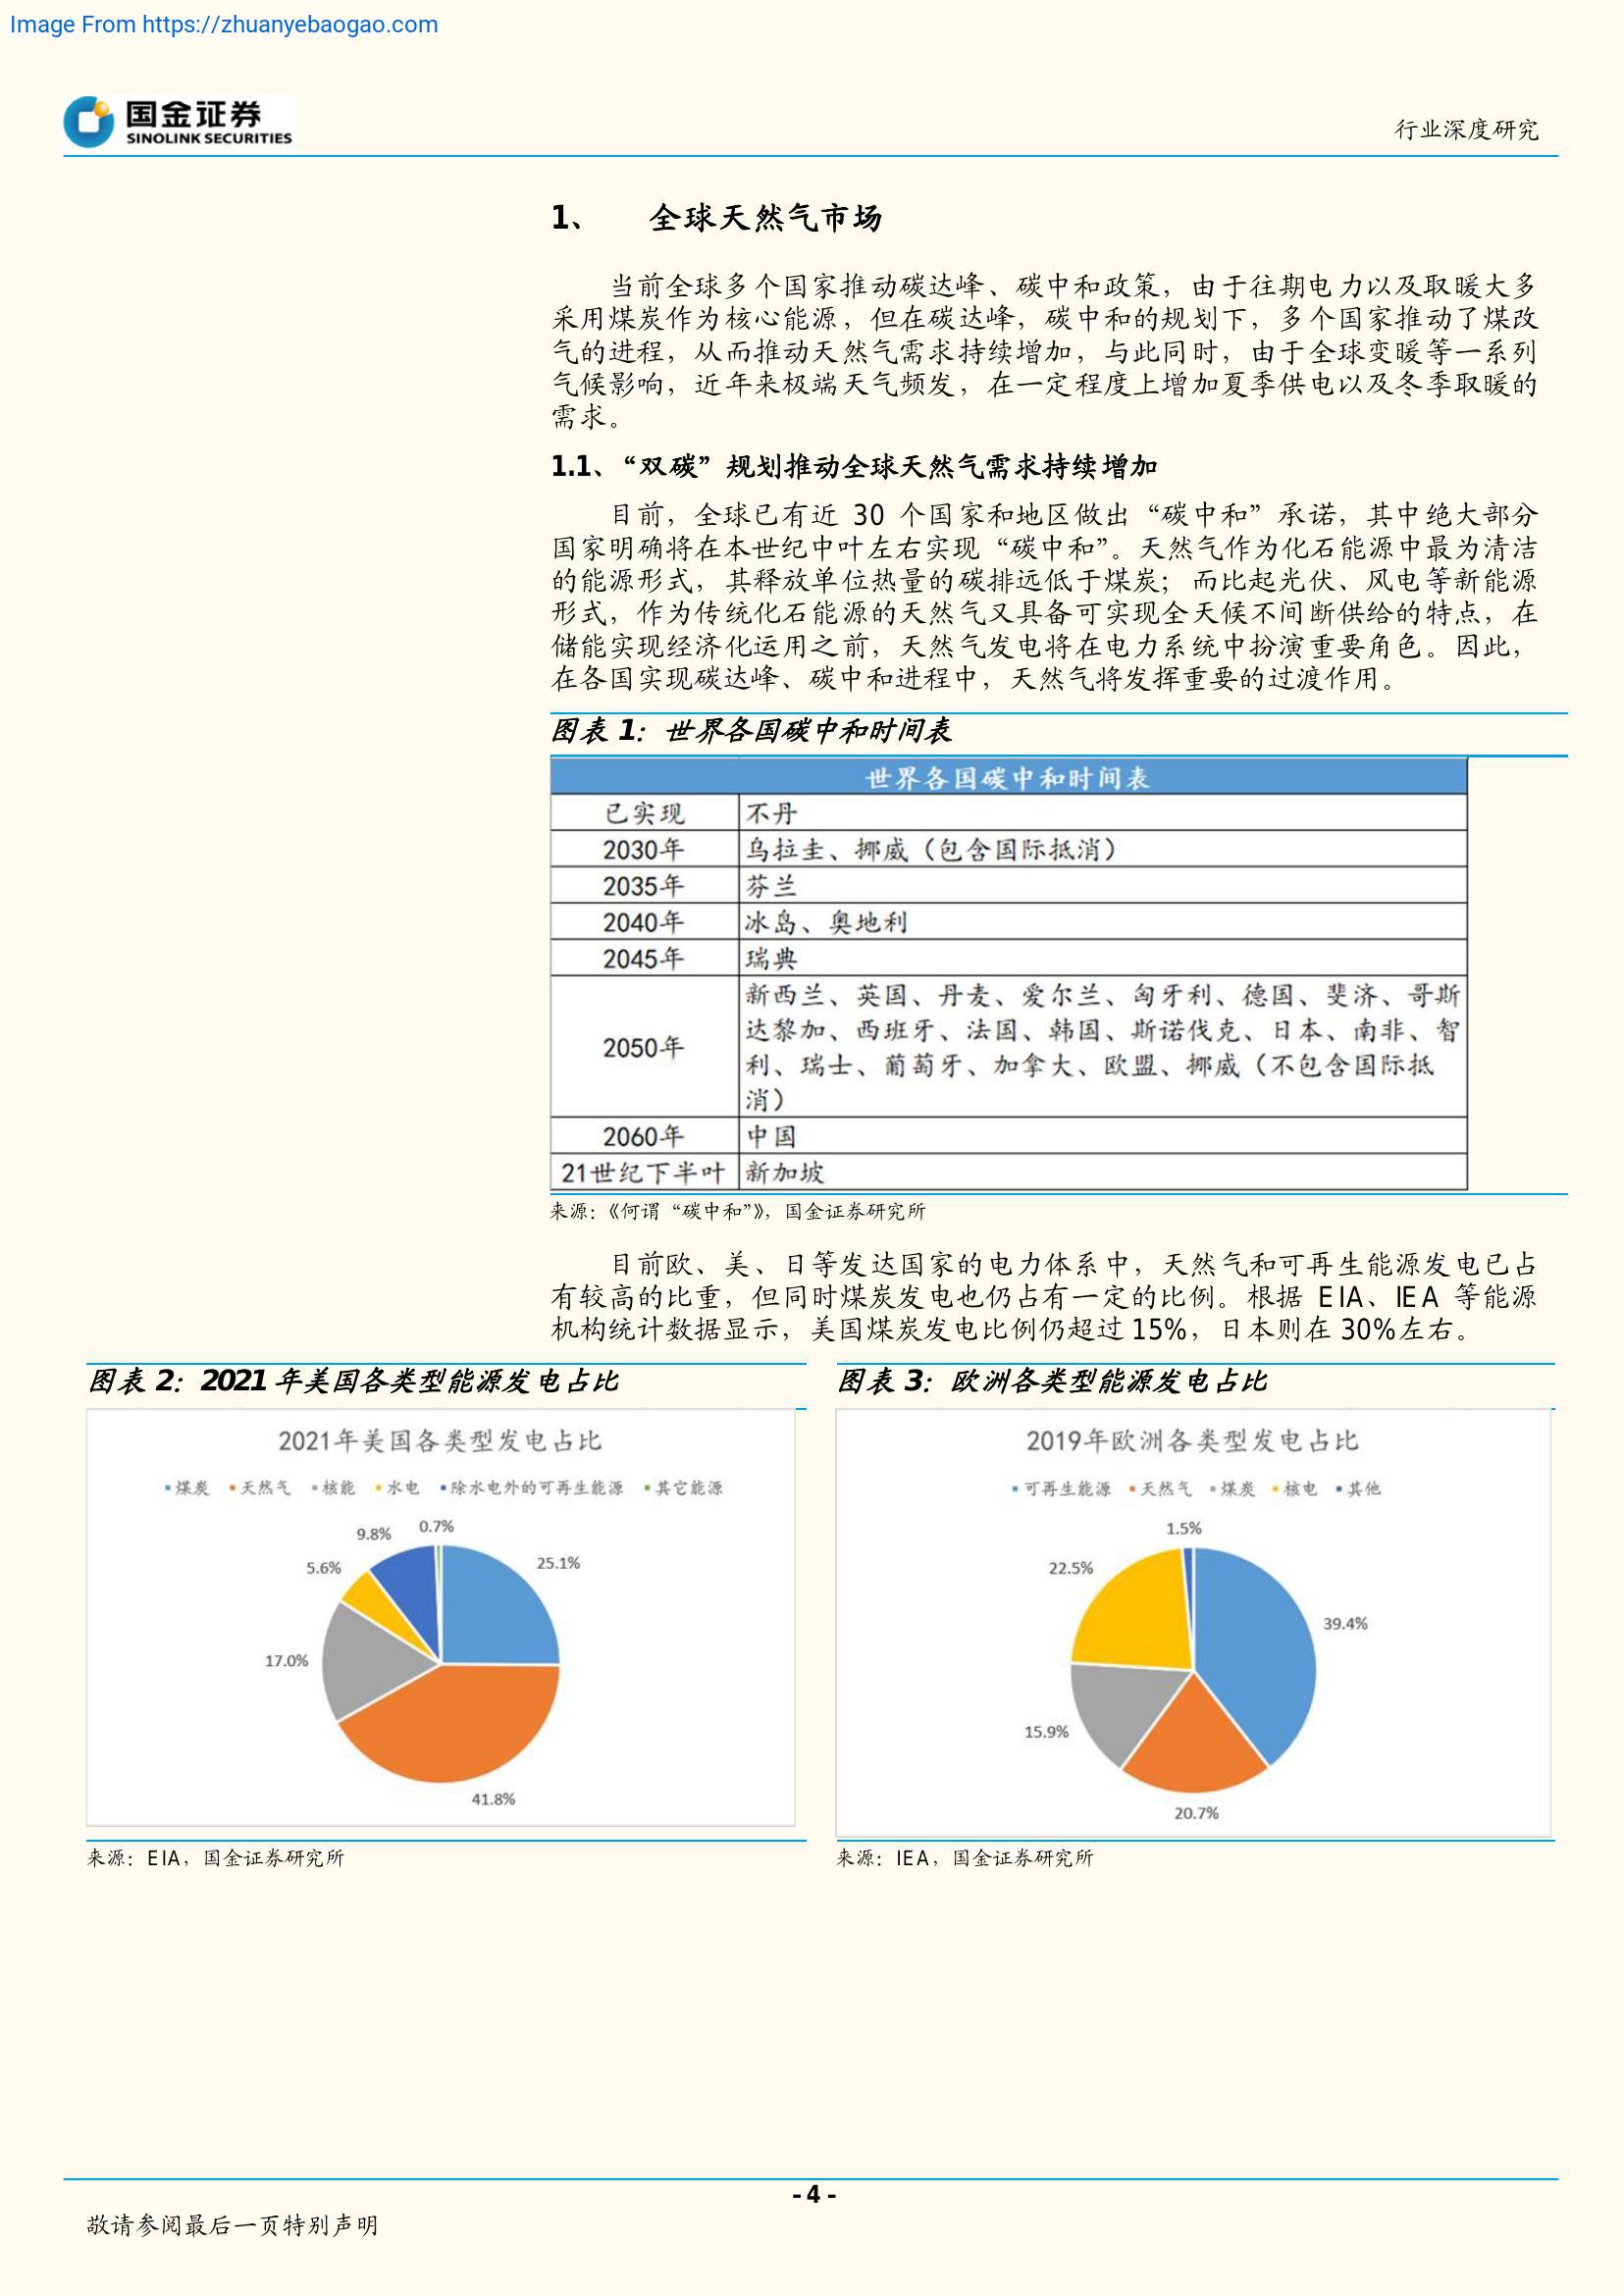 Image From https://zhuanyebaogao.com
国金证券
SINOLINK SECURITIES
行业深度研究
1、 全球天然气市场
当前全球多个国家推动碳达峰、碳中和政策，由于往期电力以及取暖大多
采用煤炭作为核心能源，但在碳达峰，碳中和的规划下，多个国家推动了煤改
气的进程，从而推动天然气需求持续增加，与此同时，由于全球变暖等一系列
气候影响，近年来极端天气频发，在一定程度上增加夏季供电以及冬季取暖的
需求。
1.1、“双碳”规划推动全球天然气需求持续增加
目前，全球已有近 30 个国家和地区做出“碳中和”承诺，其中绝大部分
国家明确将在本世纪中叶左右实现“碳中和”。天然气作为化石能源中最为清洁
的能源形式，其释放单位热量的碳排远低于煤炭；而比起光伏、风电等新能源
形式，作为传统化石能源的天然气又具备可实现全天候不间断供给的特点，在
储能实现经济化运用之前，天然气发电将在电力系统中扮演重要角色。因此，
在各国实现碳达峰、碳中和进程中，天然气将发挥重要的过渡作用。
图表 1：世界各国碳中和时间表
世界各国碳中和时间表
已实现 不丹
2030年 乌拉圭、挪威（包含国际抵消）
2035年 芬兰
2040年 冰岛、奥地利
2045年 瑞典
2050年 新西兰、英国、丹麦、爱尔兰、匈牙利、德国、斐济、哥斯
达黎加、西班牙、法国、韩国、斯诺伐克、日本、南非、智
利、瑞士、葡萄牙、加拿大、欧盟、挪威（不包含国际抵
消）
2060年 中国
21世纪下半叶 新加坡
来源：《何谓“碳中和”》，国金证券研究所
目前欧、美、日等发达国家的电力体系中，天然气和可再生能源发电已占
有较高的比重，但同时煤炭发电也仍占有一定的比例。根据 EIA、IEA 等能源
机构统计数据显示，美国煤炭发电比例仍超过 15%，日本则在 30%左右。
图表 2：2021 年美国各类型能源发电占比
2021年美国各类型发电占比
煤炭 天然气 核能 水电 除水电外的可再生能源 其它能源
0.7%
9.8%
25.1%
5.6%
17.0%
41.8%
来源：EIA，国金证券研究所
图表 3：欧洲各类型能源发电占比
2019年欧洲各类型发电占比
可再生能源 天然气 煤炭 核电 其他
1.5%
22.5%
39.4%
15.9%
20.7%
来源：IEA，国金证券研究所
- 4 -
敬请参阅最后一页特别声明